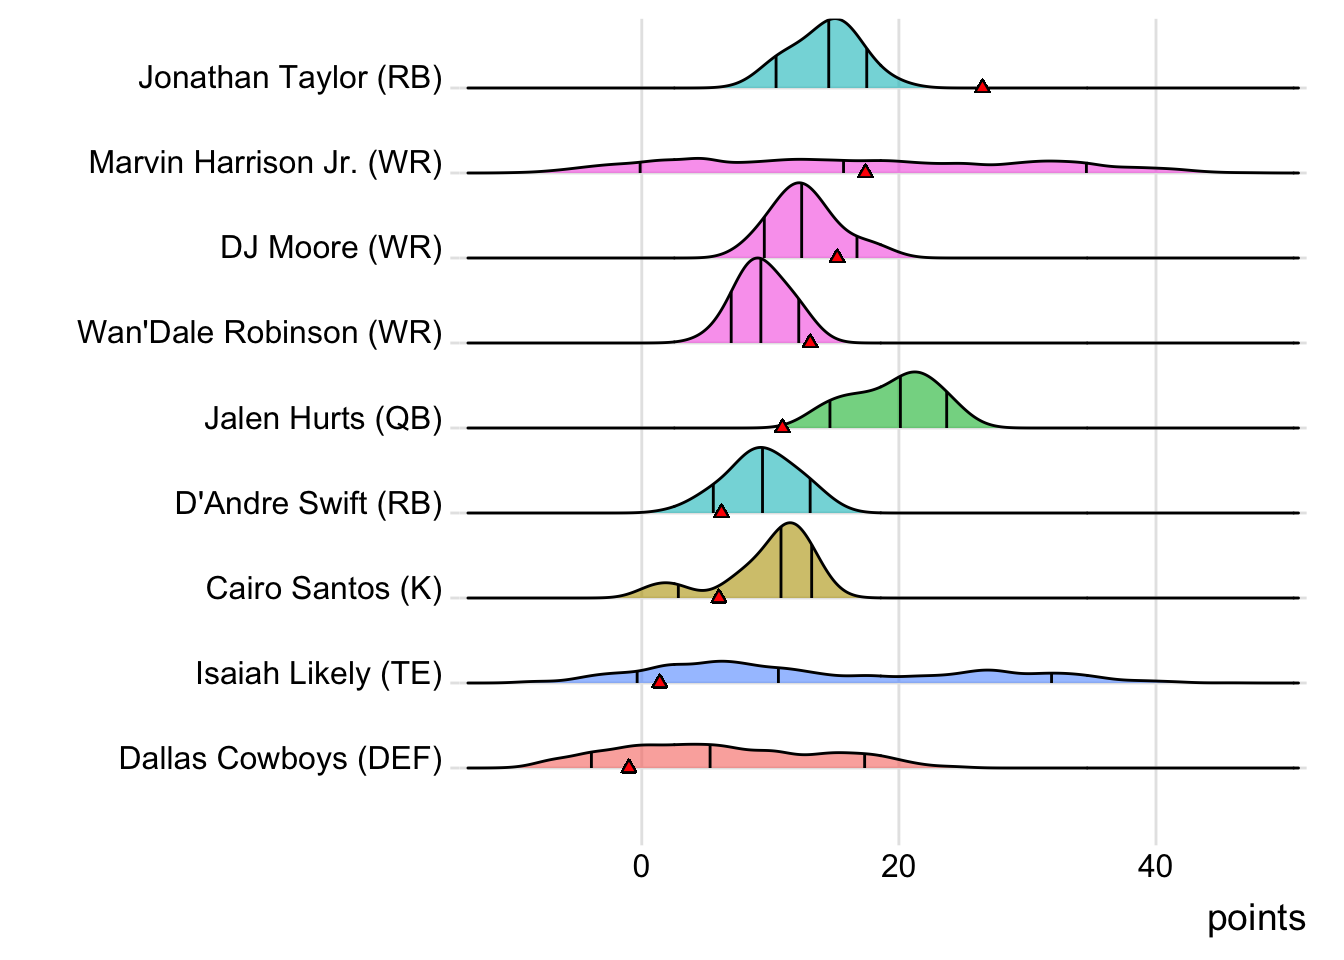 Jonathan Taylor (RB)
Marvin Harrison Jr. (WR)
DJ Moore (WR)
Wan'Dale Robinson (WR)
Jalen Hurts (QB)
D'Andre Swift (RB)
Cairo Santos (K)
Isaiah Likely (TE)
Dallas Cowboys (DEF)
0 20 40
points